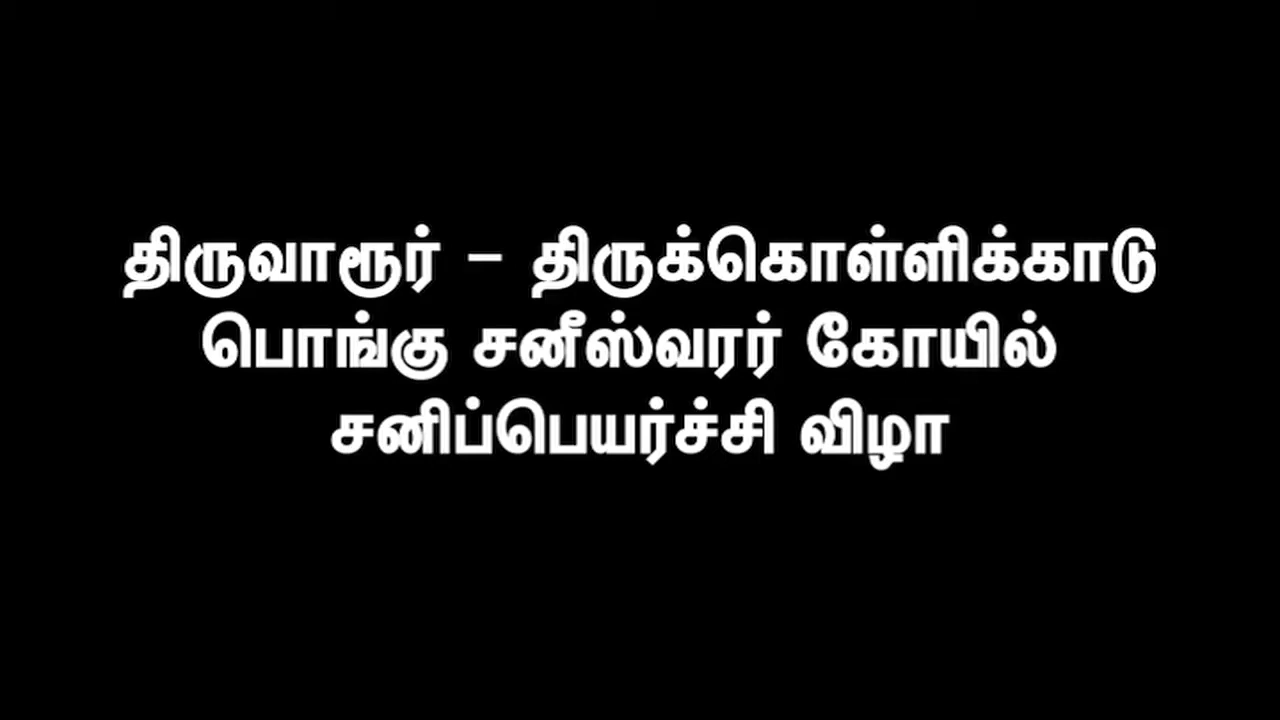 திருவாரூர் - திருக்கொள்ளிக்காடு
பொங்கு சனீஸ்வரர் கோயில்
சனிப்பெயர்ச்சி விழா